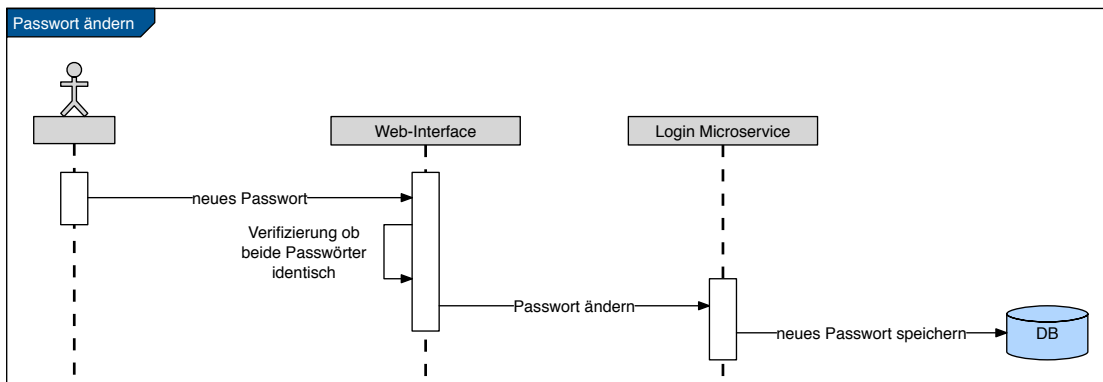 Passwort ändern
Web-Interface
Login Microservice
neues Passwort
Verifizierung ob
beide Passwörter
identisch
Passwort ändern
neues Passwort speichern
DB